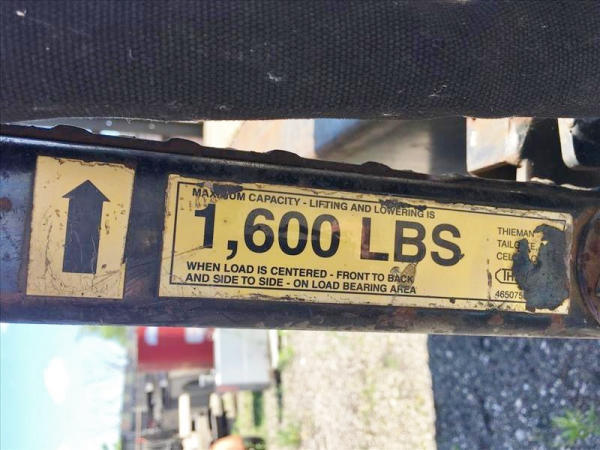 MAXIMUM CAPACITY - LIFTING AND LOWERING IS
1,600 LBS
WHEN LOAD IS CENTERED - FRONT TO BACK
AND SIDE TO SIDE - ON LOAD BEARING AREA
THIEMAN